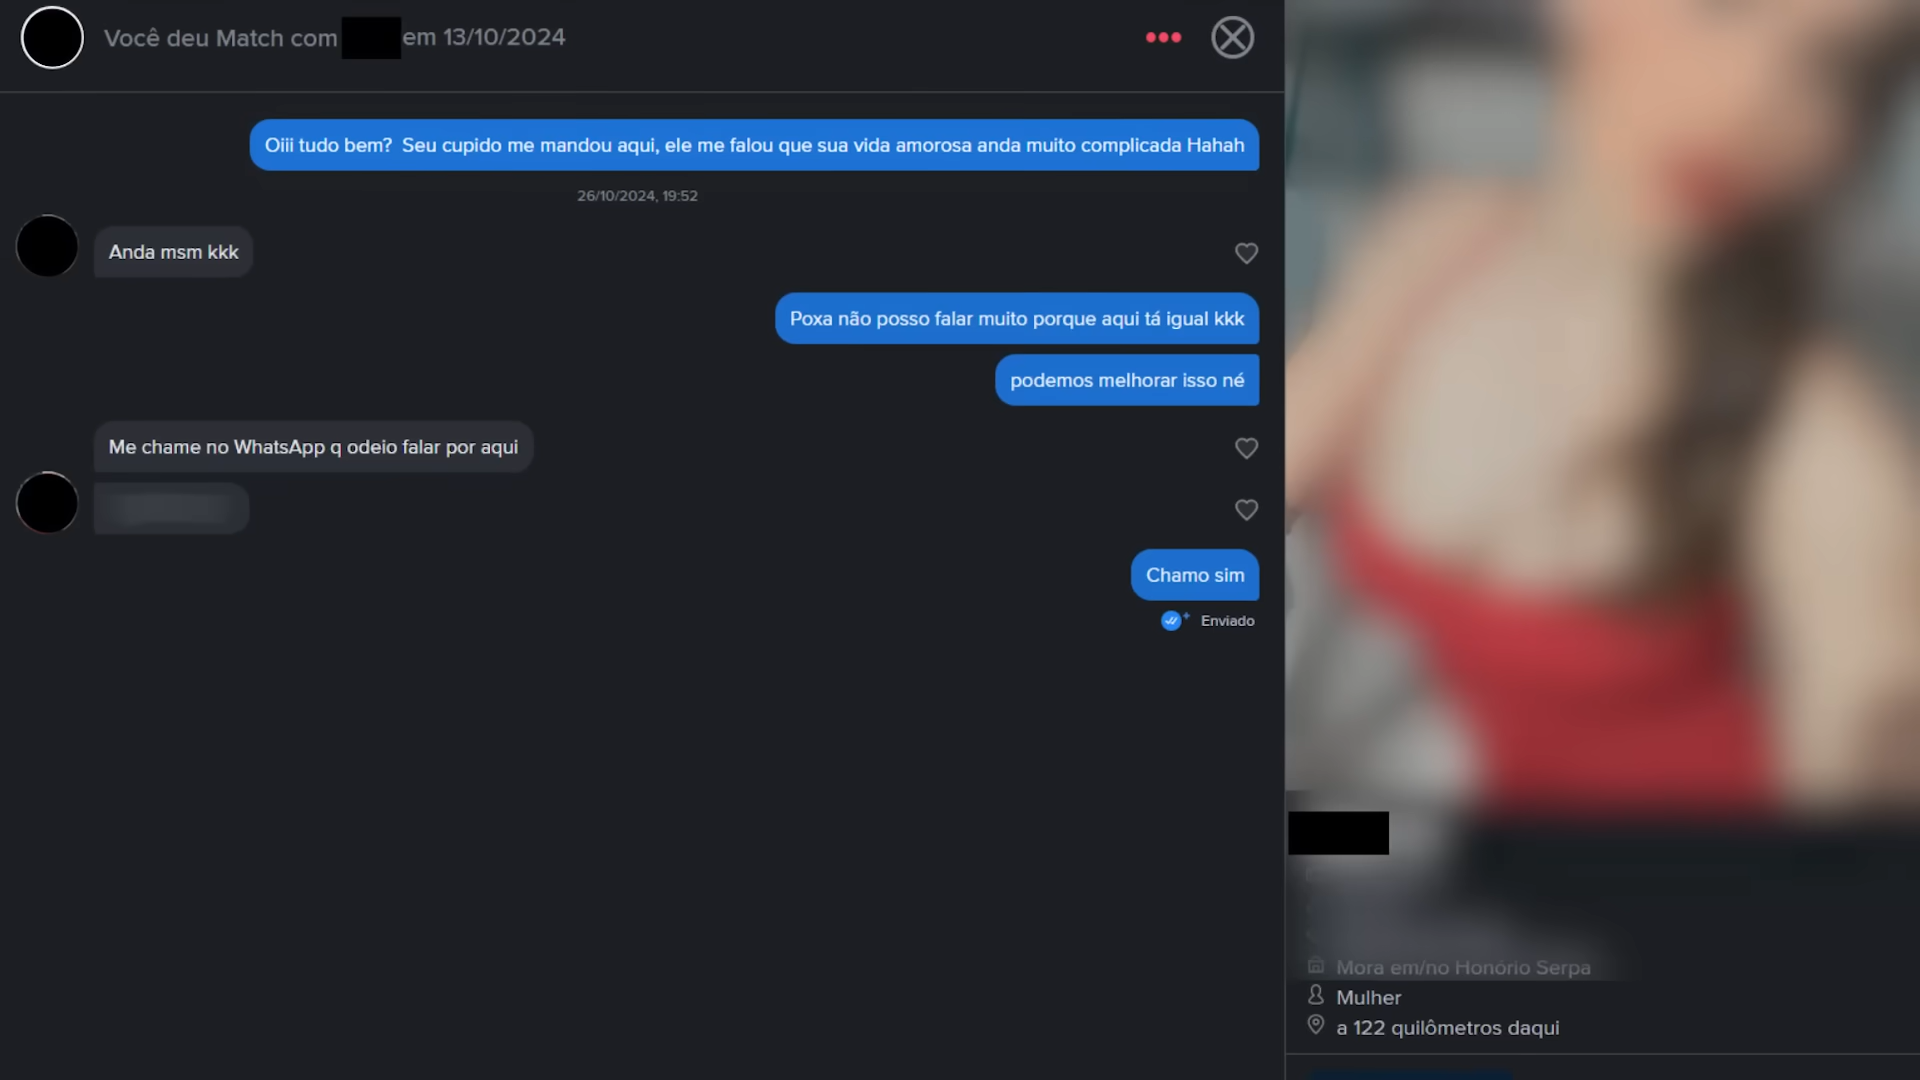 Você deu Match com em 13/10/2024
Oiii tudo bem?  Seu cupido me mandou aqui, ele me falou que sua vida amorosa anda muito complicada Hahah
26/10/2024, 19:52
Anda msm kkk
Poxa não posso falar muito porque aqui tá igual kkk
podemos melhorar isso né
Me chame no WhatsApp q odeio falar por aqui
Chamo sim
Enviado
Mora em/no Honório Serpa
Mulher
a 122 quilômetros daqui